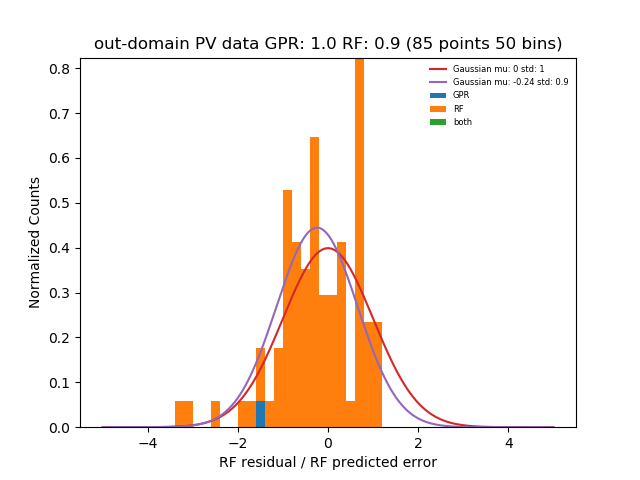 out-domain PV data GPR: 1.0 RF: 0.9 (85 points 50 bins)
Gaussian mu: 0 std: 1
Gaussian mu: -0.24 std: 0.9
GPR
RF
both
Normalized Counts
0.8
0.7
0.6
0.5
0.4
0.3
0.2
0.1
0.0
−4
−2
0
2
4
RF residual / RF predicted error